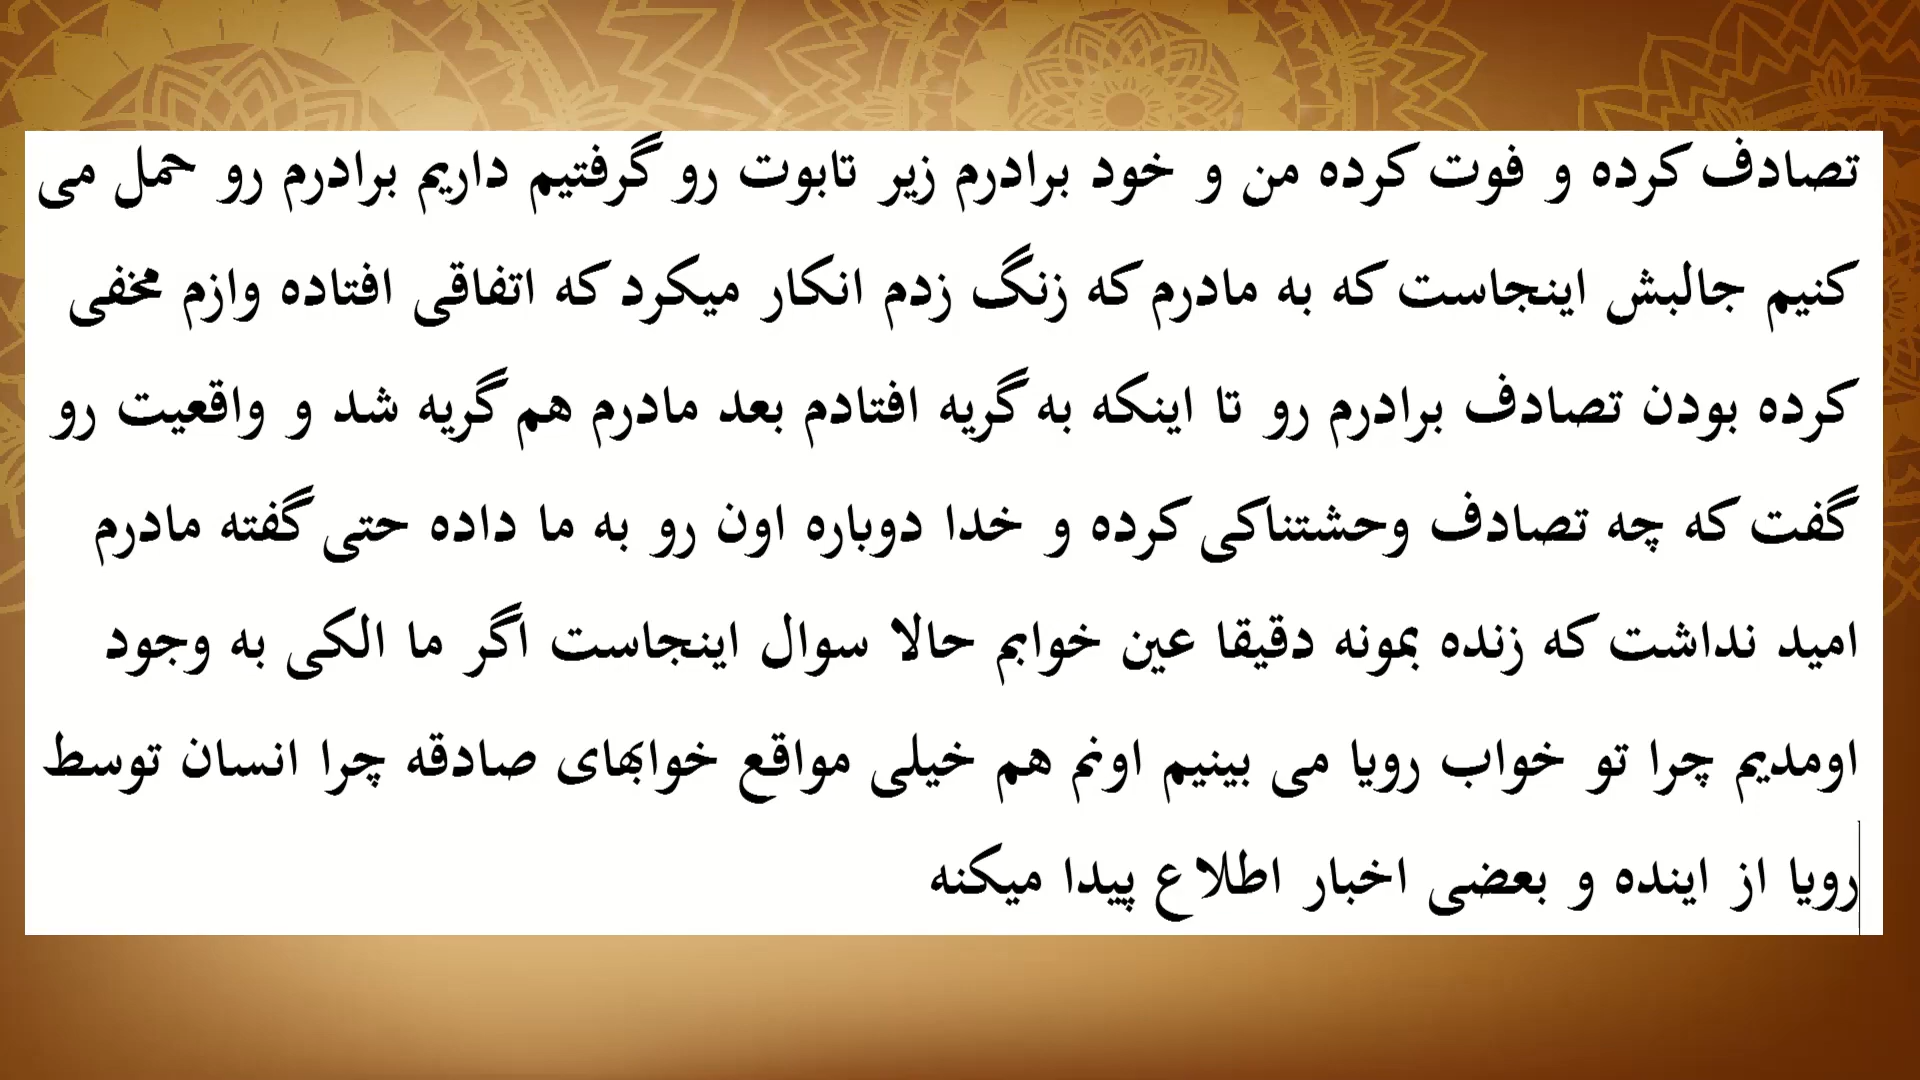 تصادف کرده و فوت کرده من و خود برادرم زیر تابوت رو گرفتیم داریم برادرم رو حمل می
کنیم جالبش اینجاست که به مادرم که زنگ زدم انکار میکرد که اتفاقی افتاده وازم مخفی
کرده بودن تصادف برادرم رو تا اینکه به گریه افتادم بعد مادرم هم گریه شد و واقعیت رو
گفت که چه تصادف وحشتناکی کرده و خدا دوباره اون رو به ما داده حتی گفته مادرم
امید نداشت که زنده بمونه دقیقا عین خوابم حالا سوال اینجاست اگر ما الکی به وجود
اومدیم چرا تو خواب رویا می بینیم اونم هم خیلی مواقع خوابهای صادقه چرا انسان توسط
رویا از اینده و بعضی اخبار اطلاع پیدا میکنه